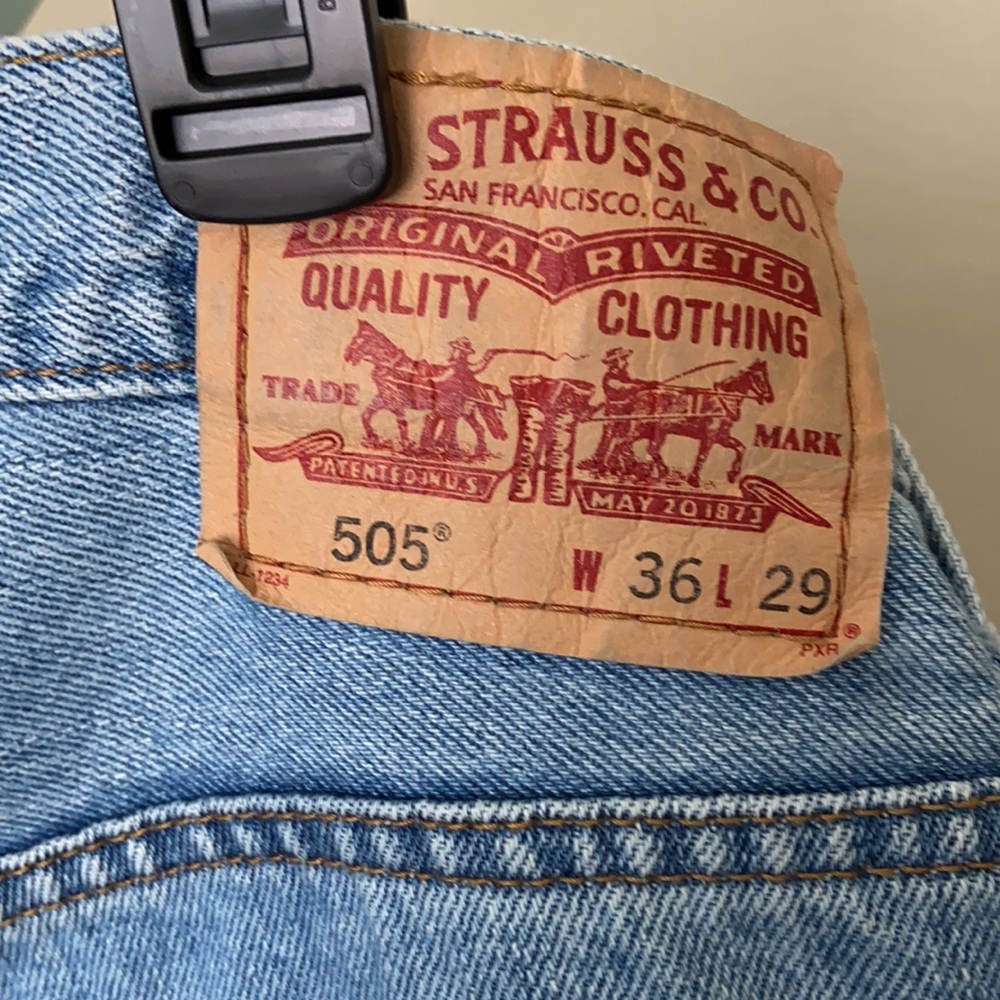 STRAUSS & CO.
SAN FRANCISCO, CAL.
ORIGINAL RIVETED
QUALITY CLOTHING
TRADE MARK
PATENTED IN U.S.
MAY 20 1873
505® W 36 L 29
1234
®
PXR